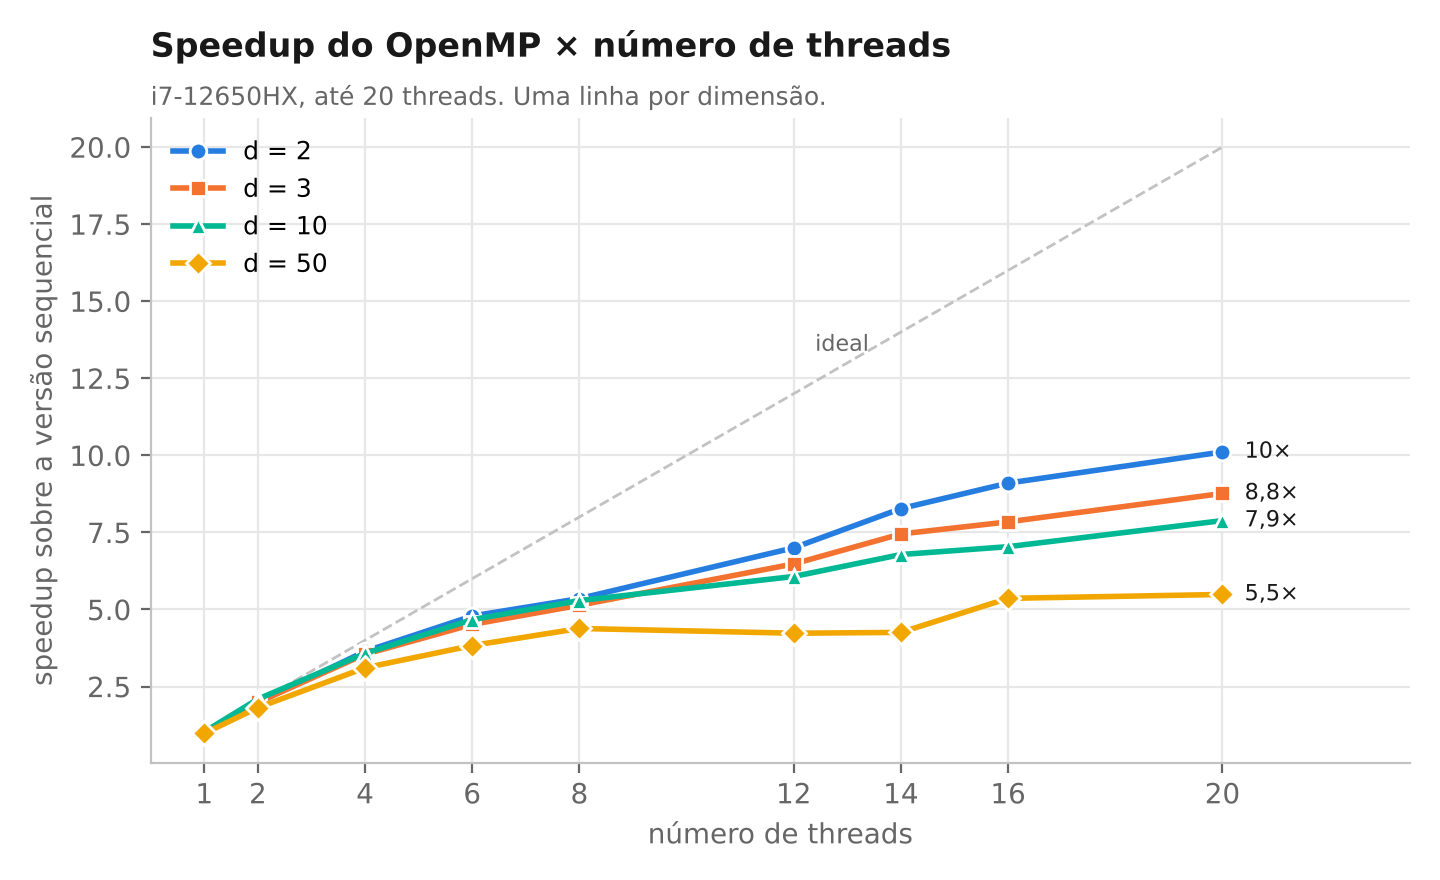 Speedup do OpenMP × número de threads
i7-12650HX, até 20 threads. Uma linha por dimensão.
speedup sobre a versão sequencial
20.0
17.5
15.0
12.5
10.0
7.5
5.0
2.5
d = 2
d = 3
d = 10
d = 50
ideal
10×
8,8×
7,9×
5,5×
1 2 4 6 8 12 14 16 20
número de threads